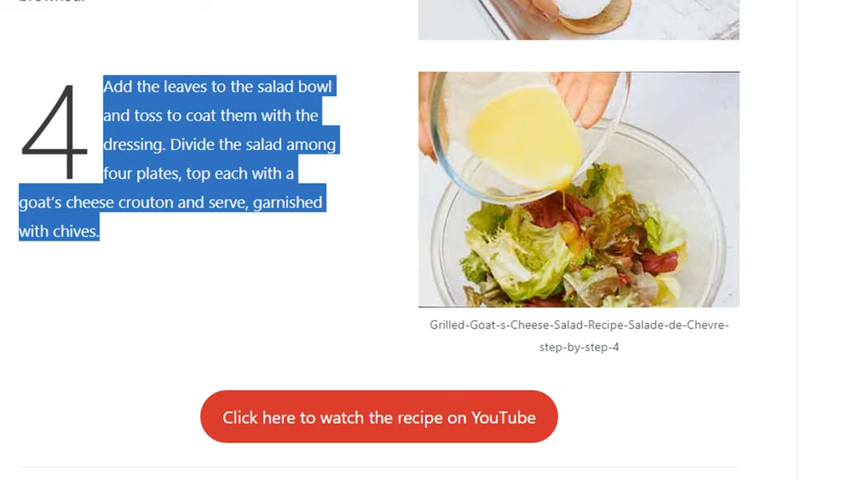 4
Add the leaves to the salad bowl
and toss to coat them with the
dressing. Divide the salad among
four plates, top each with a
goat's cheese crouton and serve, garnished
with chives.
Grilled-Goat-s-Cheese-Salad-Recipe-Salade-de-Chevre-
step-by-step-4
Click here to watch the recipe on YouTube